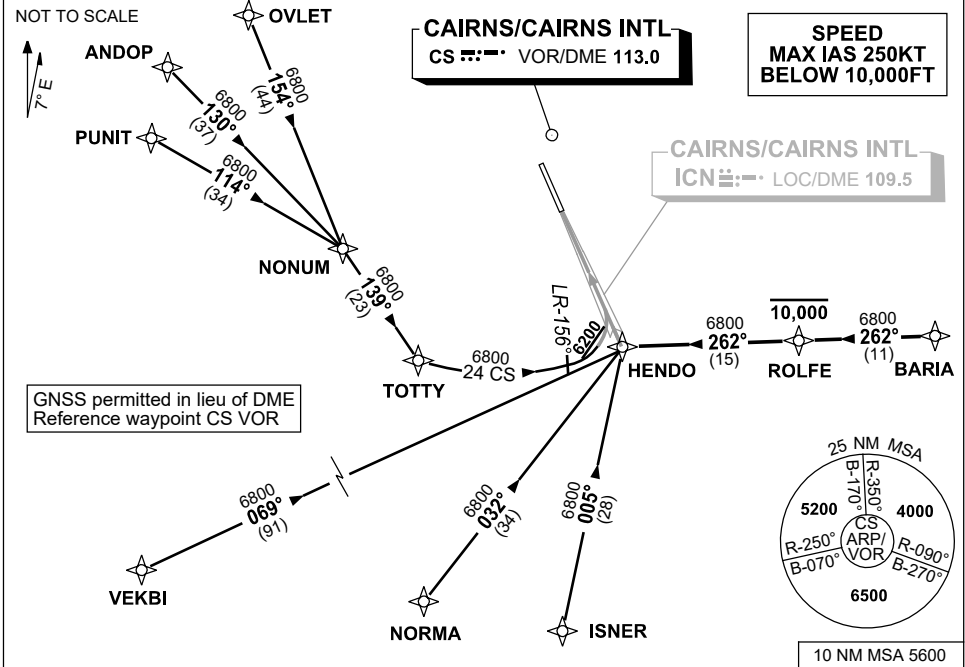 NOT TO SCALE
7° E
OVLET
ANDOP
PUNIT
6800
154°
(44)
6800
130°
(37)
6800
114°
(34)
NONUM
6800
139°
(23)
TOTTY
CAIRNS/CAIRNS INTL
CS VOR/DME 113.0
SPEED
MAX IAS 250KT
BELOW 10,000FT
CAIRNS/CAIRNS INTL
ICN LOC/DME 109.5
6800
24 CS
LR-156°
6200
HENDO
6800
262°
(15)
10,000
ROLFE
6800
262°
(11)
BARIA
GNSS permitted in lieu of DME
Reference waypoint CS VOR
6800
069°
(91)
VEKBI
6800
032°
(34)
NORMA
6800
005°
(28)
ISNER
25 NM MSA
B-170°
R-350°
5200
4000
CS
ARP/
VOR
R-250°
B-070°
R-090°
B-270°
6500
10 NM MSA 5600